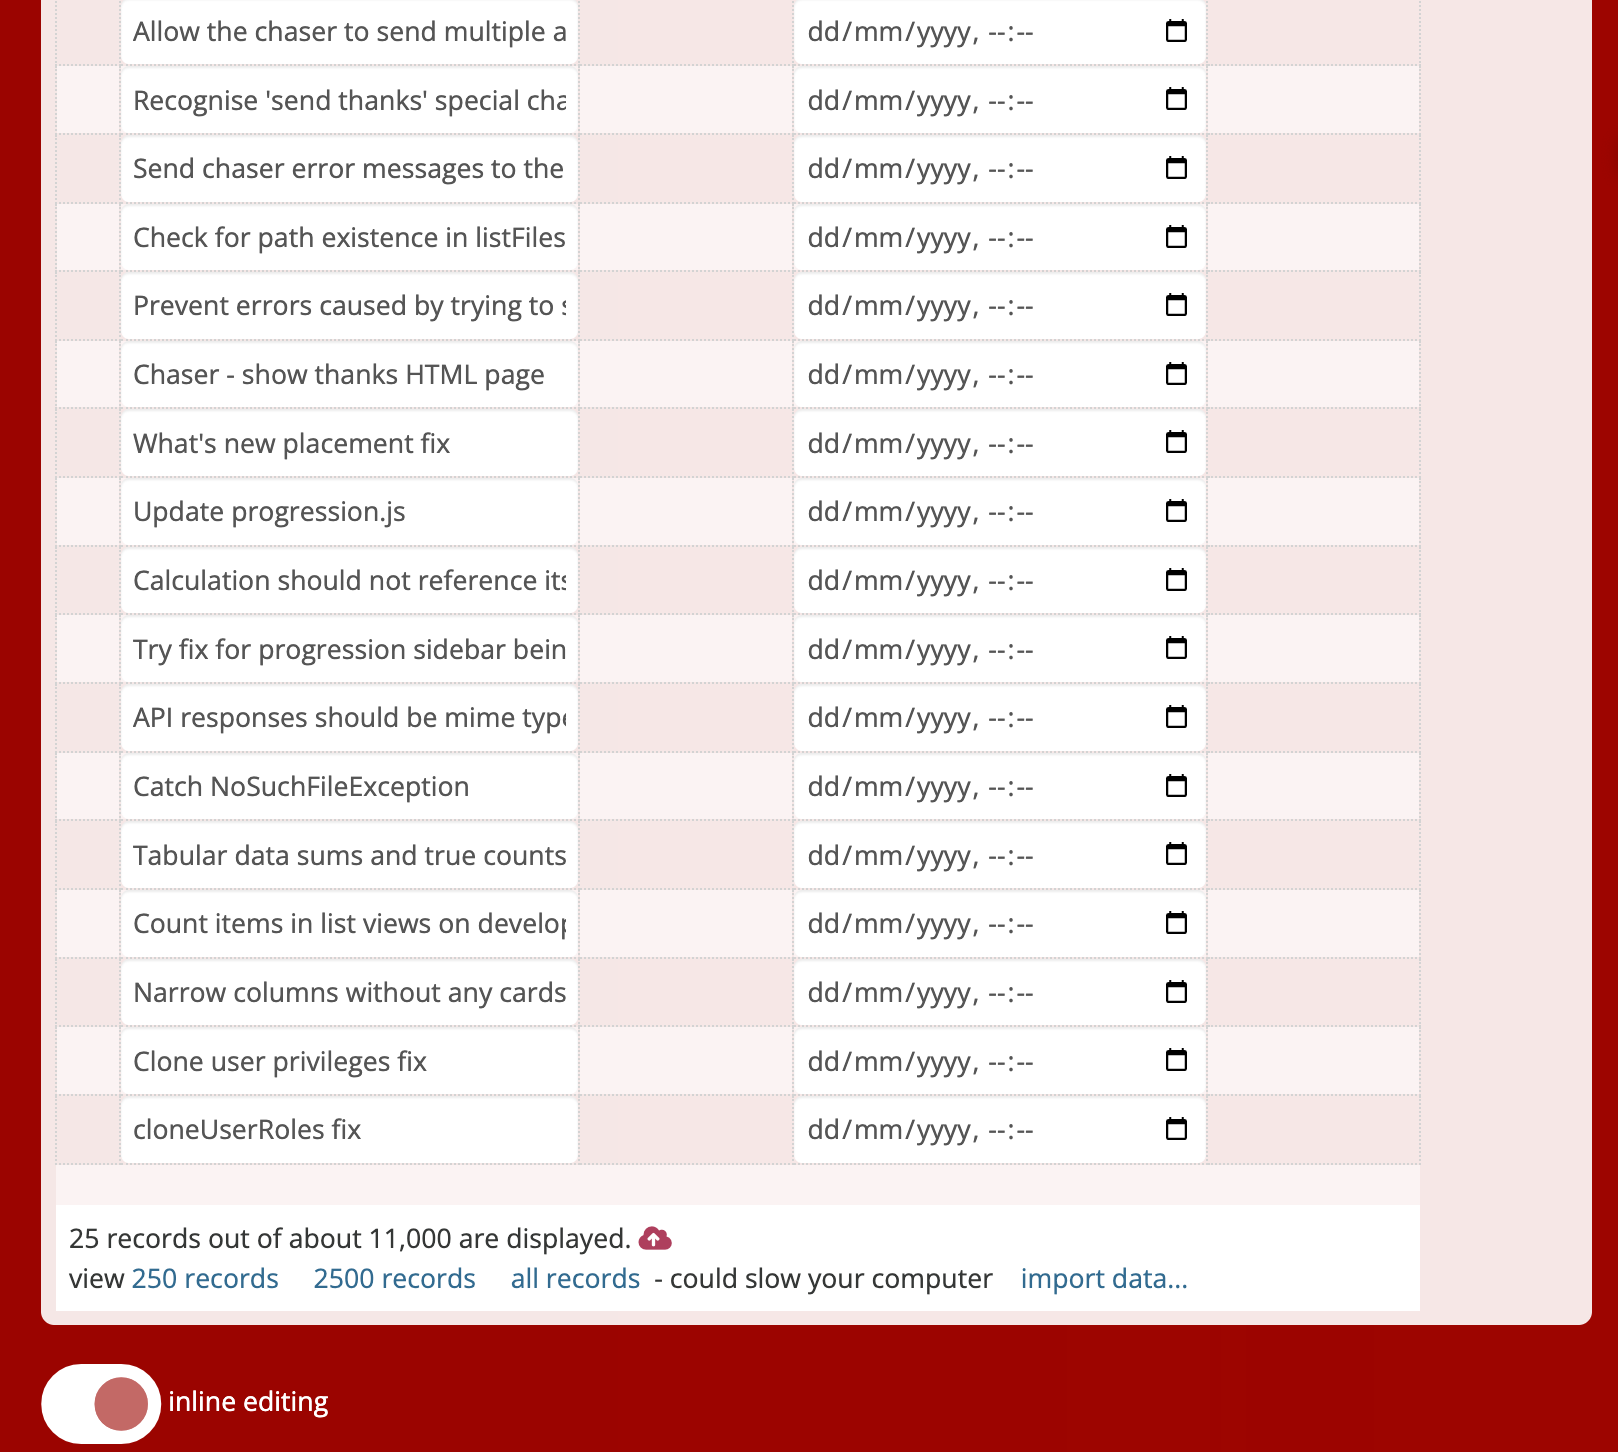 Allow the chaser to send multiple a dd/mm/yyyy, --:--
Recognise 'send thanks' special cha dd/mm/yyyy, --:--
Send chaser error messages to the dd/mm/yyyy, --:--
Check for path existence in listFiles dd/mm/yyyy, --:--
Prevent errors caused by trying to dd/mm/yyyy, --:--
Chaser - show thanks HTML page dd/mm/yyyy, --:--
What's new placement fix dd/mm/yyyy, --:--
Update progression.js dd/mm/yyyy, --:--
Calculation should not reference its dd/mm/yyyy, --:--
Try fix for progression sidebar bein dd/mm/yyyy, --:--
API responses should be mime type dd/mm/yyyy, --:--
Catch NoSuchFileException dd/mm/yyyy, --:--
Tabular data sums and true counts dd/mm/yyyy, --:--
Count items in list views on develop dd/mm/yyyy, --:--
Narrow columns without any cards dd/mm/yyyy, --:--
Clone user privileges fix dd/mm/yyyy, --:--
cloneUserRoles fix dd/mm/yyyy, --:--
25 records out of about 11,000 are displayed.
view 250 records 2500 records all records - could slow your computer import data...
inline editing